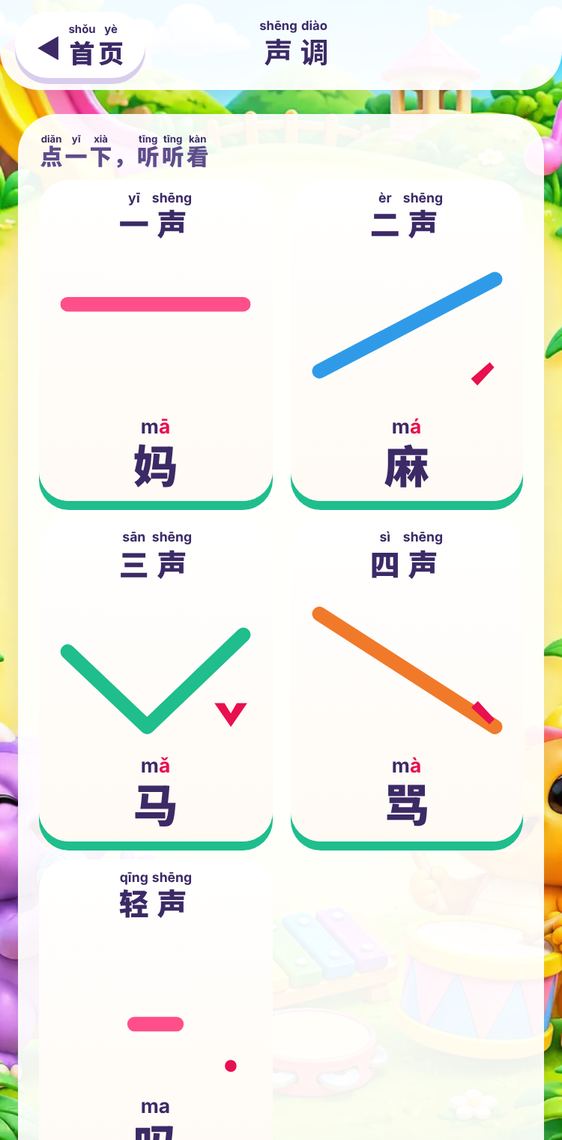 shǒu yè
首页
shēng diào
声调
diǎn yī xià tīng tīng kàn
点一下，听听看
yī shēng
一声
mā
妈
èr shēng
二声
má
麻
sān shēng
三声
mǎ
马
sì shēng
四声
mà
骂
qīng shēng
轻声
ma